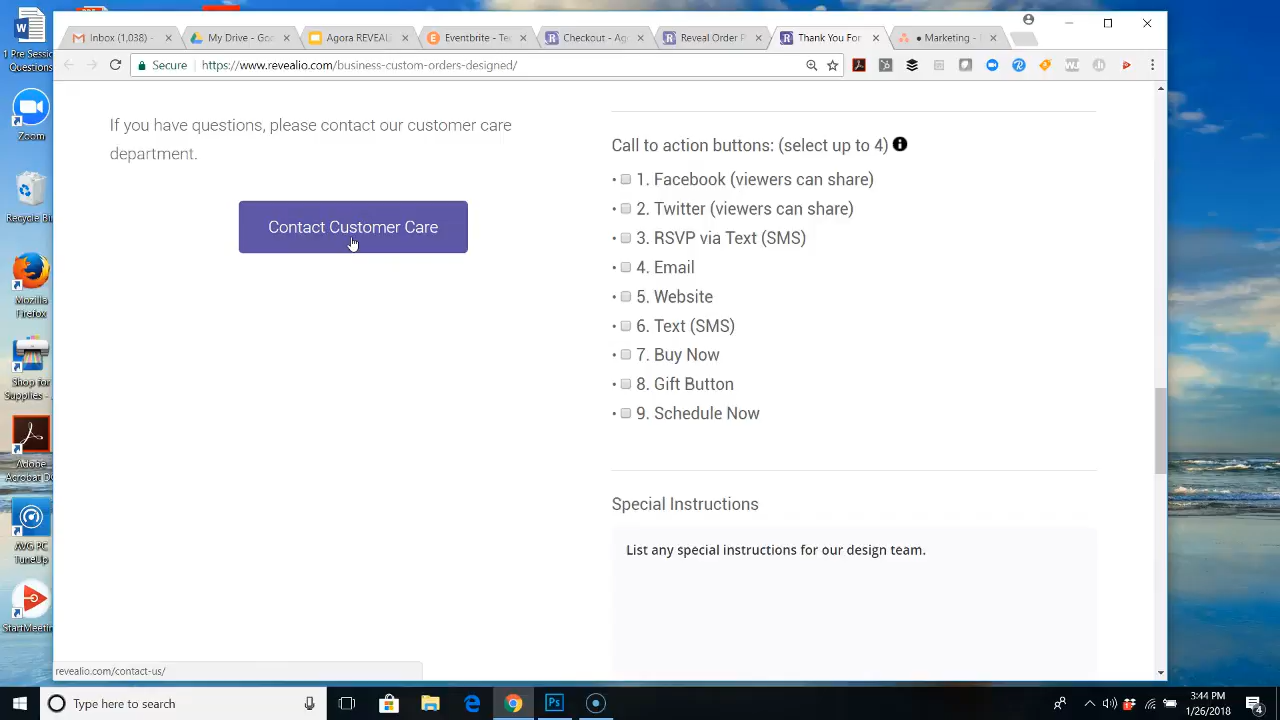 1 Pre Session
Questions
Zoom
Recycle Bin
Mozilla
Firefox
Shop for
Supplies -
Adobe
Acrobat DC
AVG PC
TuneUp
StartMeetin
Inbox (1,038) -
My Drive - Goo
Agora REVEAL
Eventbrite - Te
Checkout - Ag
Reveal Order F
Thank You For
● Marketing -
Secure
https://www.revealio.com/business-custom-orders-designed/
If you have questions, please contact our customer care
department.
Contact Customer Care
Call to action buttons: (select up to 4)
• 1. Facebook (viewers can share)
• 2. Twitter (viewers can share)
• 3. RSVP via Text (SMS)
• 4. Email
• 5. Website
• 6. Text (SMS)
• 7. Buy Now
• 8. Gift Button
• 9. Schedule Now
Special Instructions
List any special instructions for our design team.
revealio.com/contact-us/
Type here to search
Ps
3:44 PM
1/26/2018